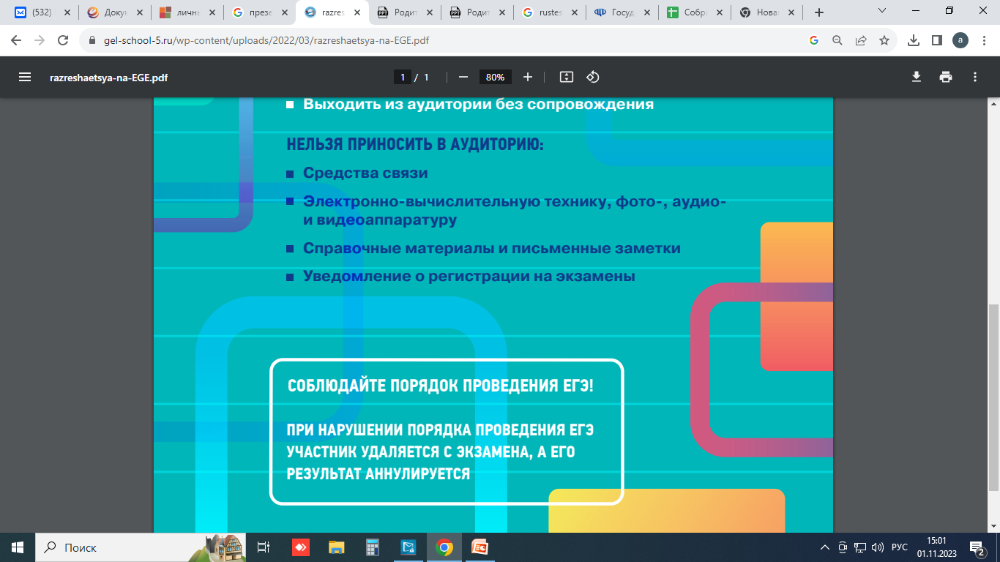 (532)
Доку
личны
презе
razres
Родит
Родит
rustes
Госуд
Собра
Нова
gel-school-5.ru/wp-content/uploads/2022/03/razreshaetsya-na-EGE.pdf
a
razreshaetsya-na-EGE.pdf
1 / 1
80%
Выходить из аудитории без сопровождения
НЕЛЬЗЯ ПРИНОСИТЬ В АУДИТОРИЮ:
Средства связи
Электронно-вычислительную технику, фото-, аудио-
и видеоаппаратуру
Справочные материалы и письменные заметки
Уведомление о регистрации на экзамены
СОБЛЮДАЙТЕ ПОРЯДОК ПРОВЕДЕНИЯ ЕГЭ!
ПРИ НАРУШЕНИИ ПОРЯДКА ПРОВЕДЕНИЯ ЕГЭ
УЧАСТНИК УДАЛЯЕТСЯ С ЭКЗАМЕНА, А ЕГО
РЕЗУЛЬТАТ АННУЛИРУЕТСЯ
Поиск
РУС
15:01
01.11.2023
2